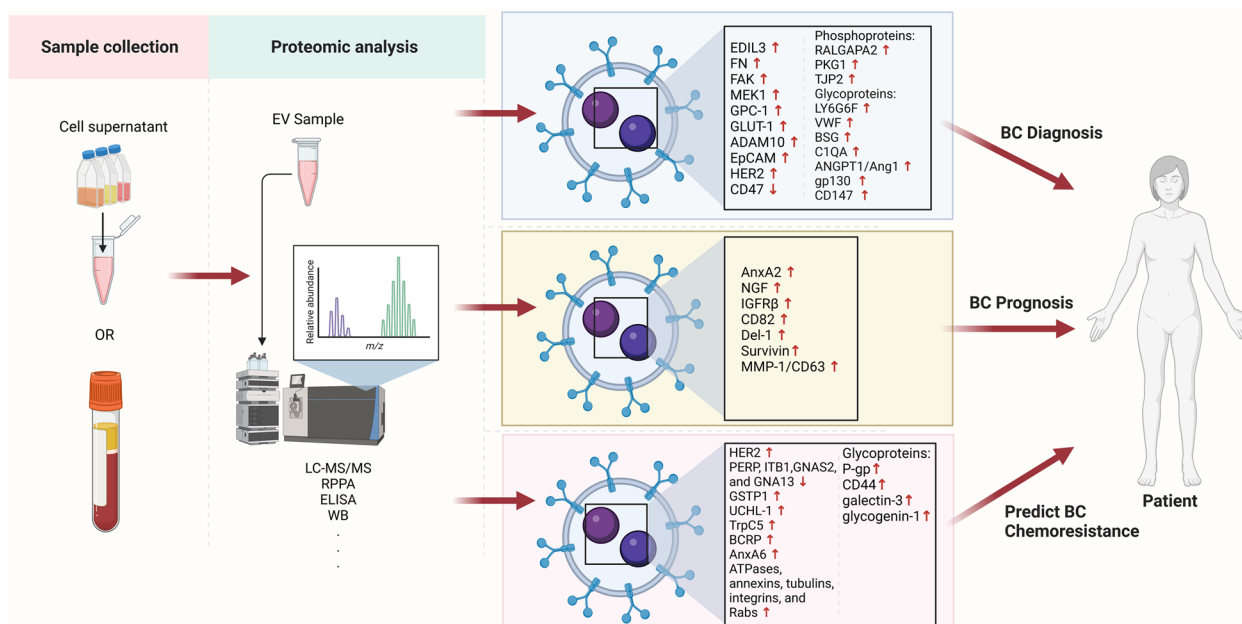 Sample collection
Proteomic analysis
Cell supernatant
OR
EV Sample
Relative abundance
m/z
LC-MS/MS
RPPA
ELISA
WB
.
.
.
EDIL3 ↑
FN ↑
FAK ↑
MEK1 ↑
GPC-1 ↑
GLUT-1 ↑
ADAM10 ↑
EpCAM ↑
HER2 ↑
CD47 ↓
Phosphoproteins:
RALGAPA2 ↑
PKG1 ↑
TJP2 ↑
Glycoproteins:
LY6G6F ↑
VWF ↑
BSG ↑
C1QA ↑
ANGPT1/Ang1 ↑
gp130 ↑
CD147 ↑
BC Diagnosis
AnxA2 ↑
NGF ↑
IGFRβ ↑
CD82 ↑
Del-1 ↑
Survivin ↑
MMP-1/CD63 ↑
BC Prognosis
HER2 ↑
PERP, ITB1,GNAS2,
and GNA13 ↓
GSTP1 ↑
UCHL-1 ↑
TrpC5 ↑
BCRP ↑
AnxA6 ↑
ATPases,
annexins, tubulins,
integrins, and
Rabs ↑
Glycoproteins:
P-gp ↑
CD44 ↑
galectin-3 ↑
glycogenin-1 ↑
Predict BC
Chemoresistance
Patient